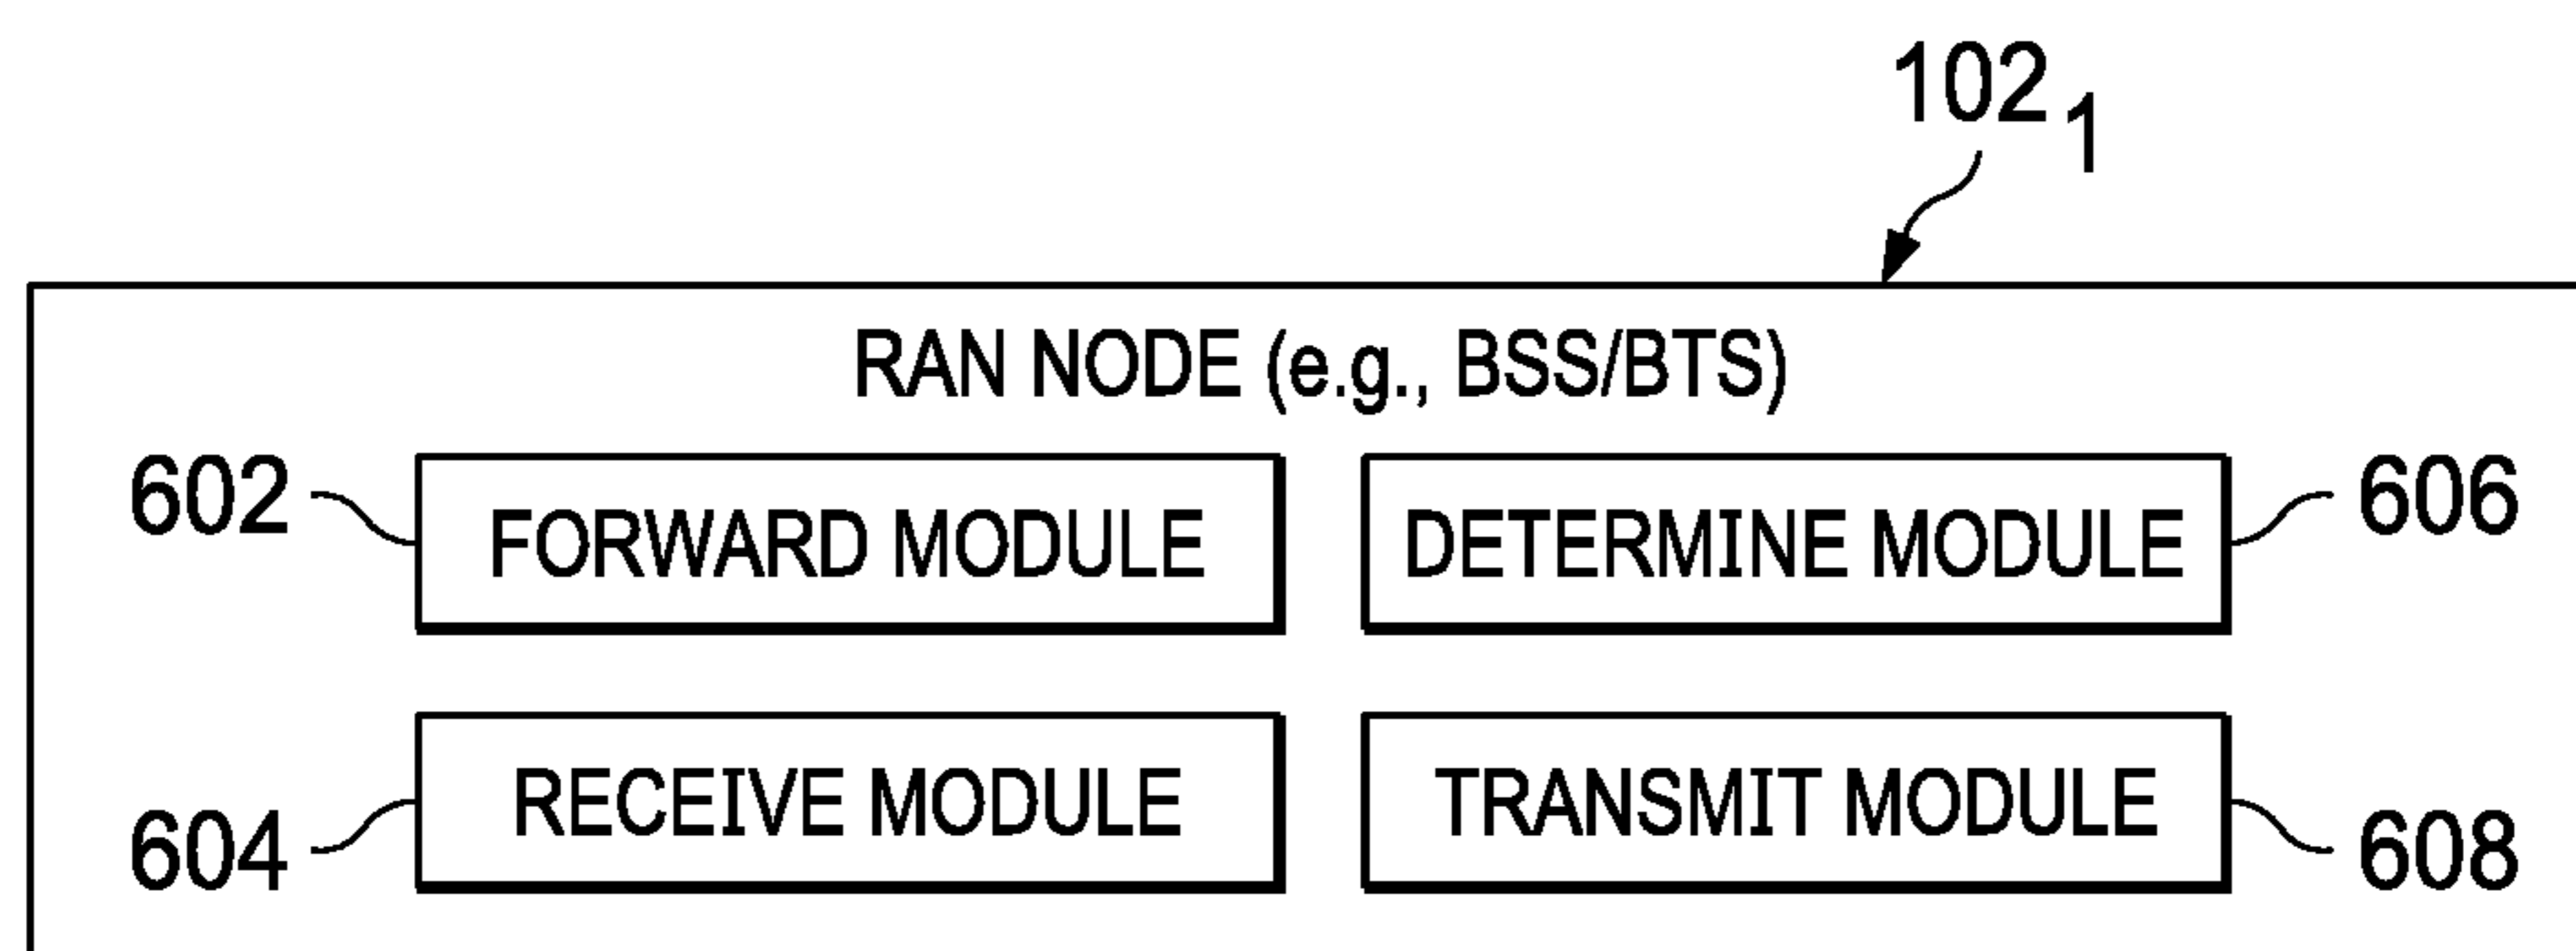 102 1
RAN NODE (e.g., BSS/BTS)
602 FORWARD MODULE DETERMINE MODULE 606
604 RECEIVE MODULE TRANSMIT MODULE 608